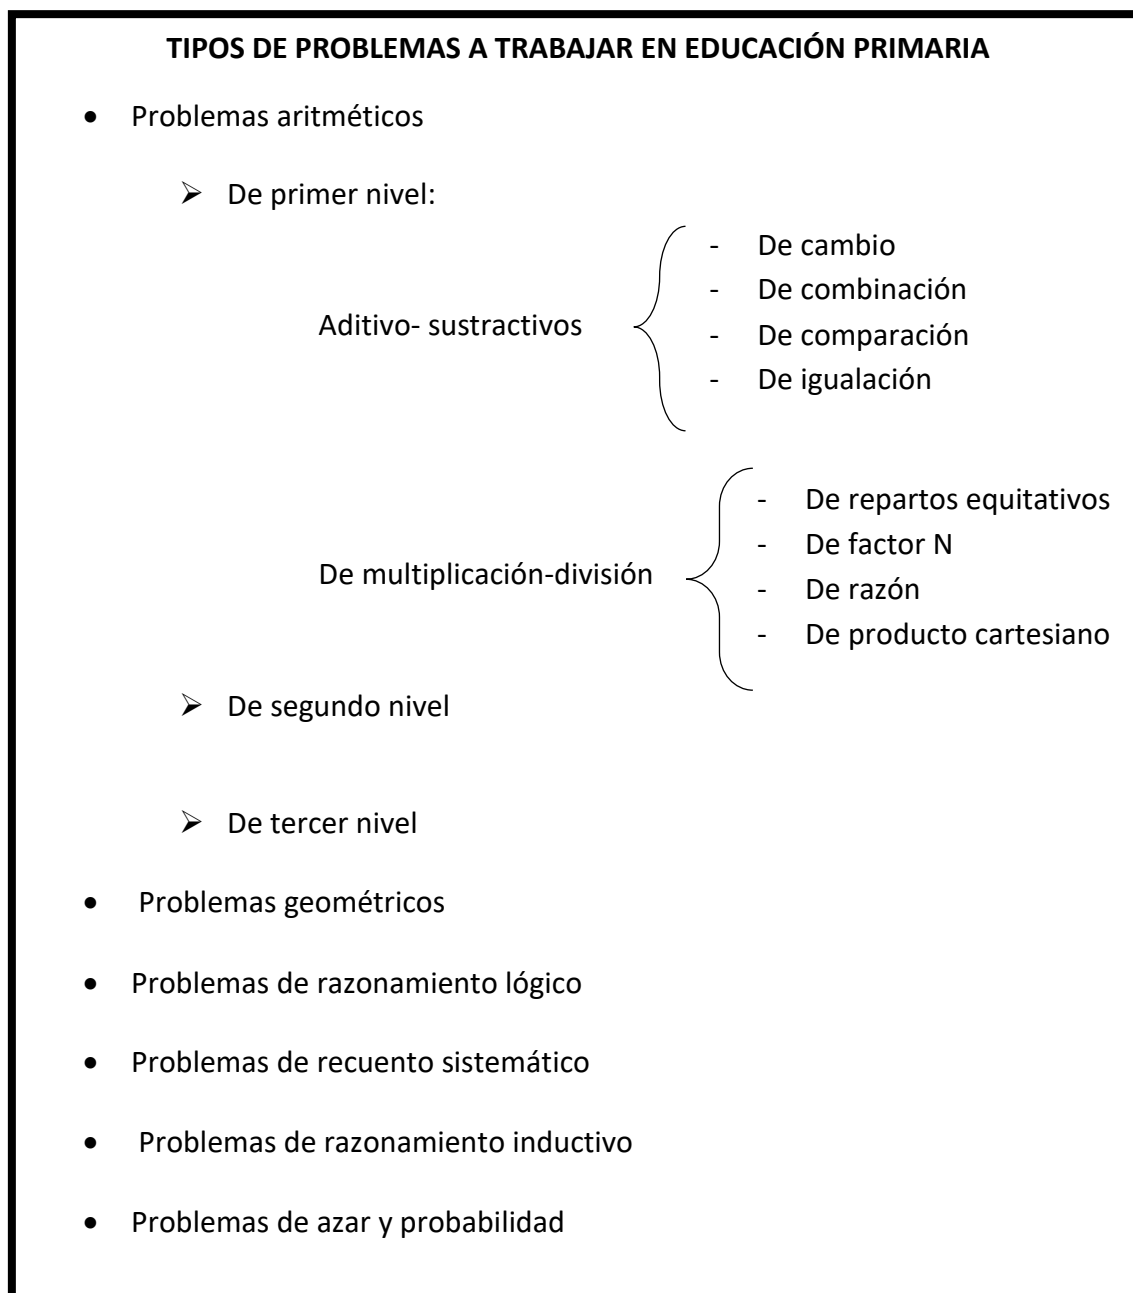 TIPOS DE PROBLEMAS A TRABAJAR EN EDUCACIÓN PRIMARIA
• Problemas aritméticos
➢ De primer nivel:
Aditivo- sustractivos
- De cambio
- De combinación
- De comparación
- De igualación
De multiplicación-división
- De repartos equitativos
- De factor N
- De razón
- De producto cartesiano
➢ De segundo nivel
➢ De tercer nivel
• Problemas geométricos
• Problemas de razonamiento lógico
• Problemas de recuento sistemático
• Problemas de razonamiento inductivo
• Problemas de azar y probabilidad